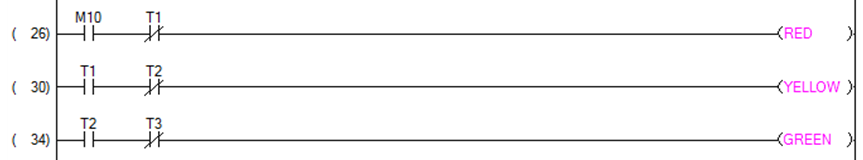 M10 T1
( 26) (RED )
T1 T2
( 30) (YELLOW )
T2 T3
( 34) (GREEN )